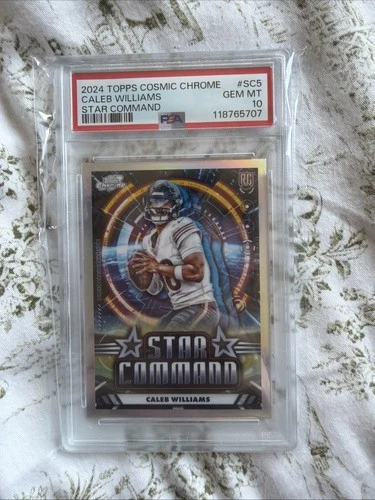 2024 TOPPS COSMIC CHROME #SC5
CALEB WILLIAMS GEM MT
STAR COMMAND 10
PSA 118765707
RC
STAR
COMMAND
CALEB WILLIAMS